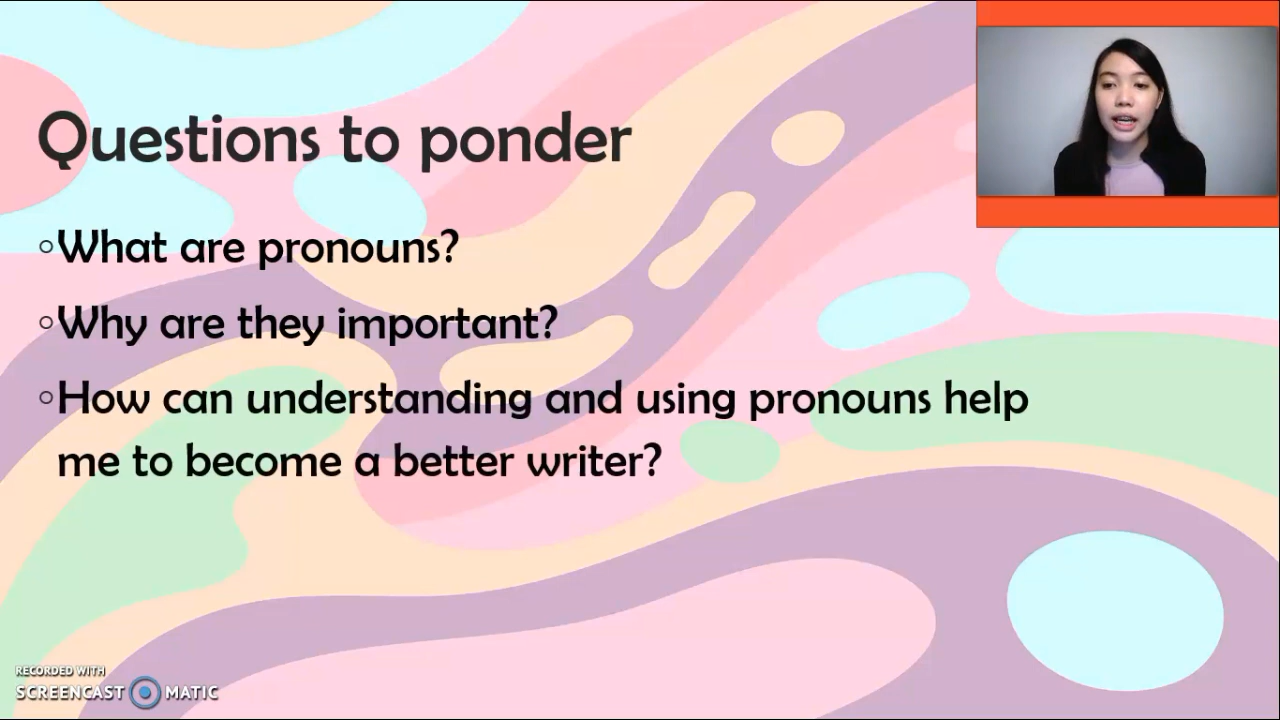 Questions to ponder
◦What are pronouns?
◦Why are they important?
◦How can understanding and using pronouns help
me to become a better writer?
RECORDED WITH
SCREENCAST MATIC